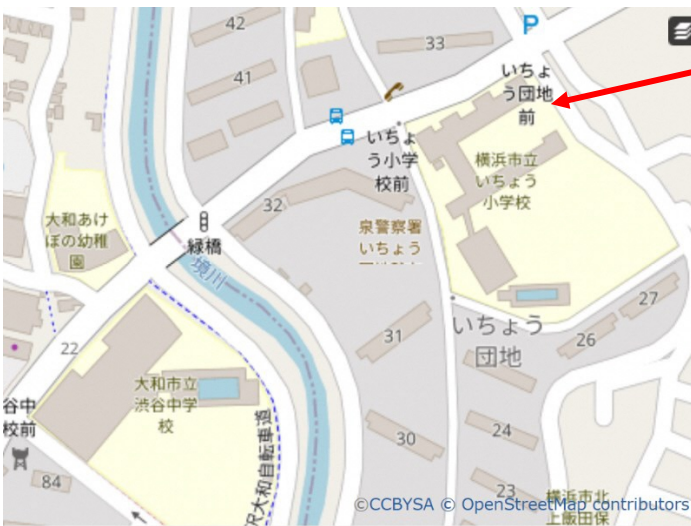 42
33
P
いちょ
う団地
前
41
いちょ
う小学
校前
横浜市立
いちょう
小学校
32
大和あけ
ぼの幼稚
園
緑橋
泉警察署
いちょう
境川
27
いちょう
団地
26
31
22
大和市立
渋谷中学
校
谷中
校前
30
24
84
沢大和自転車道
23
横浜市北
上飯田保
©CCBYSA © OpenStreetMap contributors